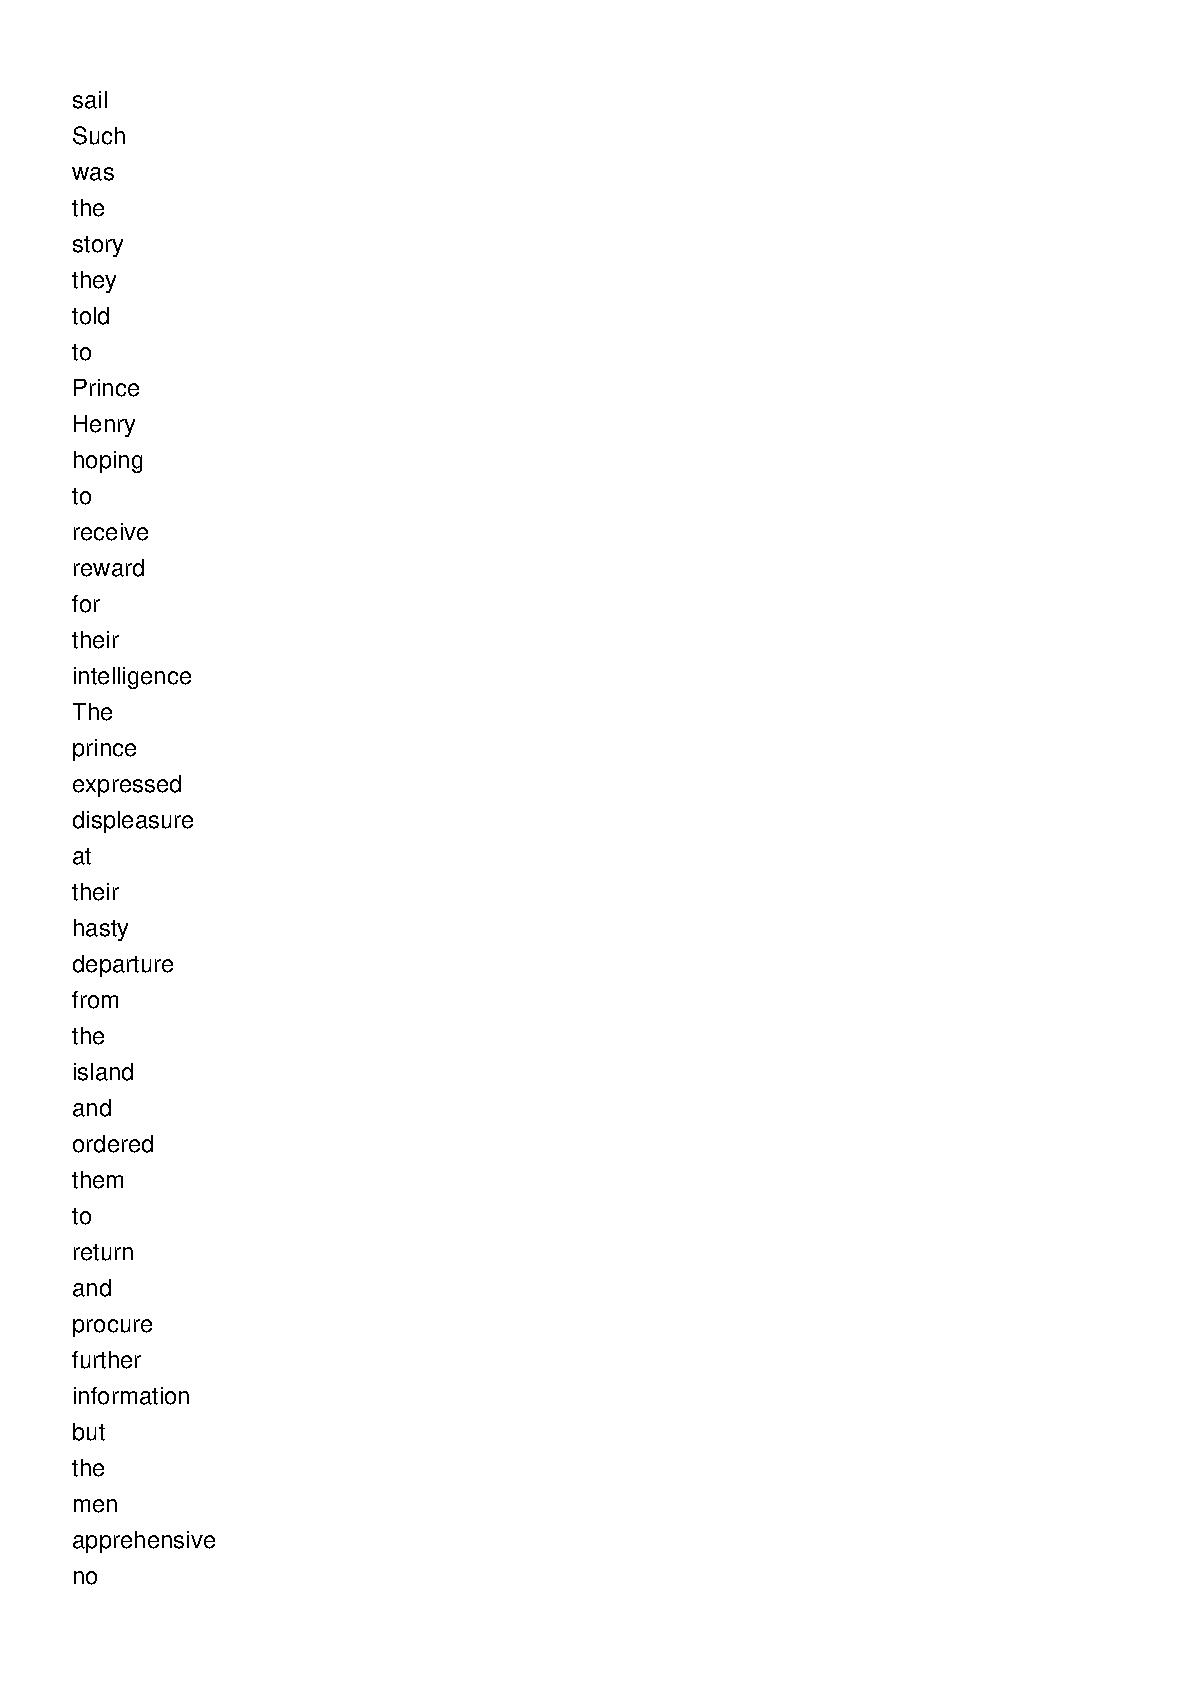 sail
Such
was
the
story
they
told
to
Prince
Henry
hoping
to
receive
reward
for
their
intelligence
The
prince
expressed
displeasure
at
their
hasty
departure
from
the
island
and
ordered
them
to
return
and
procure
further
information
but
the
men
apprehensive
no